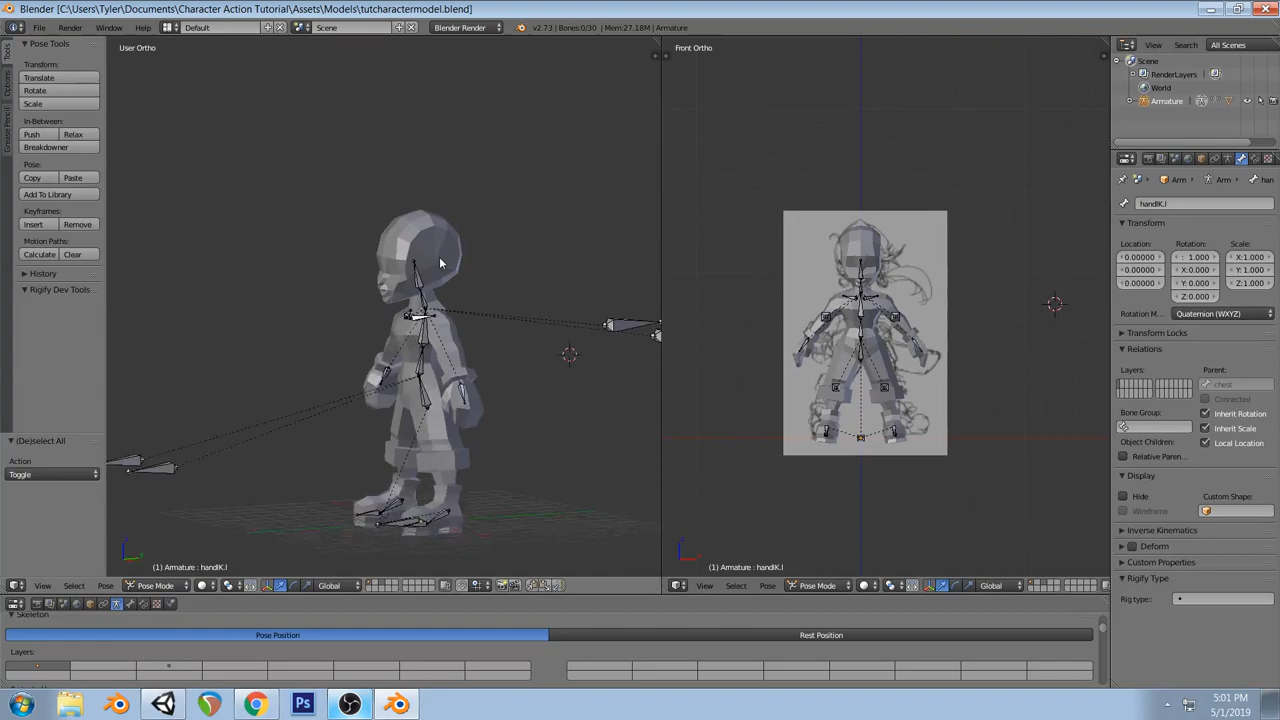 Blender [C:\Users\Tyler\Documents\Character Action Tutorial\Assets\Models\tutcharactermodel.blend]
File Render Window Help Default Scene Blender Render v2.73 | Bones:0/30 | Mem:27.18M | Armature
Tools
Options
Grease Pencil
Pose Tools
Transform:
Translate
Rotate
Scale
In-Between:
Push Relax
Breakdowner
Pose:
Copy Paste
Add To Library
Keyframes:
Insert Remove
Motion Paths:
Calculate Clear
History
Rigify Dev Tools
(De)select All
Action
Toggle
User Ortho
(1) Armature : handIK.l
View Select Pose Pose Mode Global
Front Ortho
(1) Armature : handIK.l
View Select Pose Pose Mode Global
Skeleton
Pose Position Rest Position
Layers:
View Search All Scenes
Scene
RenderLayers
World
Armature
Arm Arm han
handIK.l
Transform
Location: Rotation: Scale:
0.00000 : 1.000 X:1.000
0.00000 X:0.000 Y:1.000
0.00000 Y:0.000 Z:1.000
Z:0.000
Rotation M... Quaternion (WXYZ)
Transform Locks
Relations
Layers: Parent:
chest
Connected
Bone Group: Inherit Rotation
Inherit Scale
Object Children: Local Location
Relative Paren...
Display
Hide Custom Shape:
Wireframe
Inverse Kinematics
Deform
Custom Properties
Rigify Type
Rig type:
Ps
5:01 PM
5/1/2019